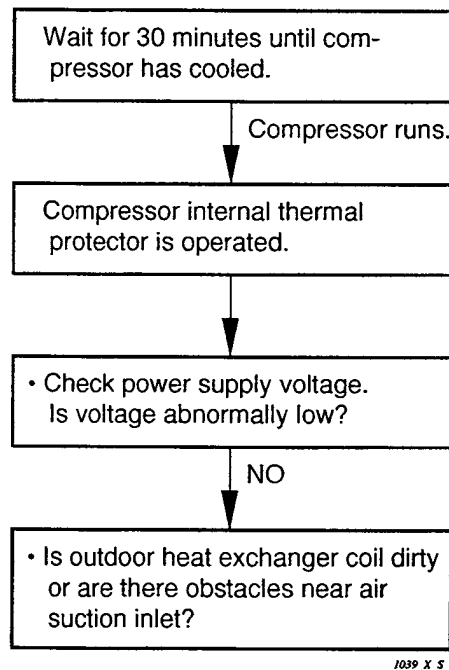 Wait for 30 minutes until com-
pressor has cooled.
Compressor runs.
Compressor internal thermal
protector is operated.
• Check power supply voltage.
Is voltage abnormally low?
NO
• Is outdoor heat exchanger coil dirty
or are there obstacles near air
suction inlet?
1039 X S